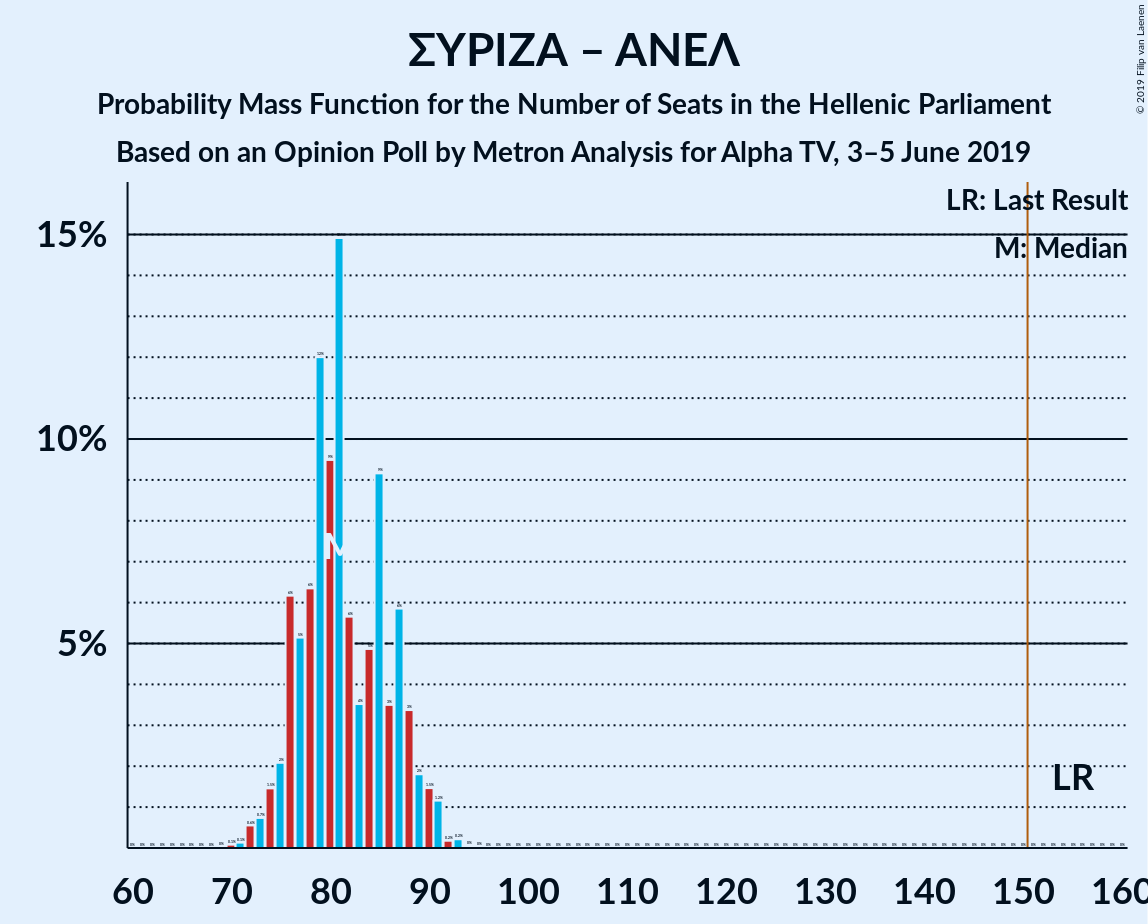 ΣΥΡΙΖΑ – ΑΝΕΛ
Probability Mass Function for the Number of Seats in the Hellenic Parliament
Based on an Opinion Poll by Metron Analysis for Alpha TV, 3–5 June 2019
© 2019 Filip van Laenen
LR: Last Result
M: Median
15%
10%
5%
M
LR
60 70 80 90 100 110 120 130 140 150 160